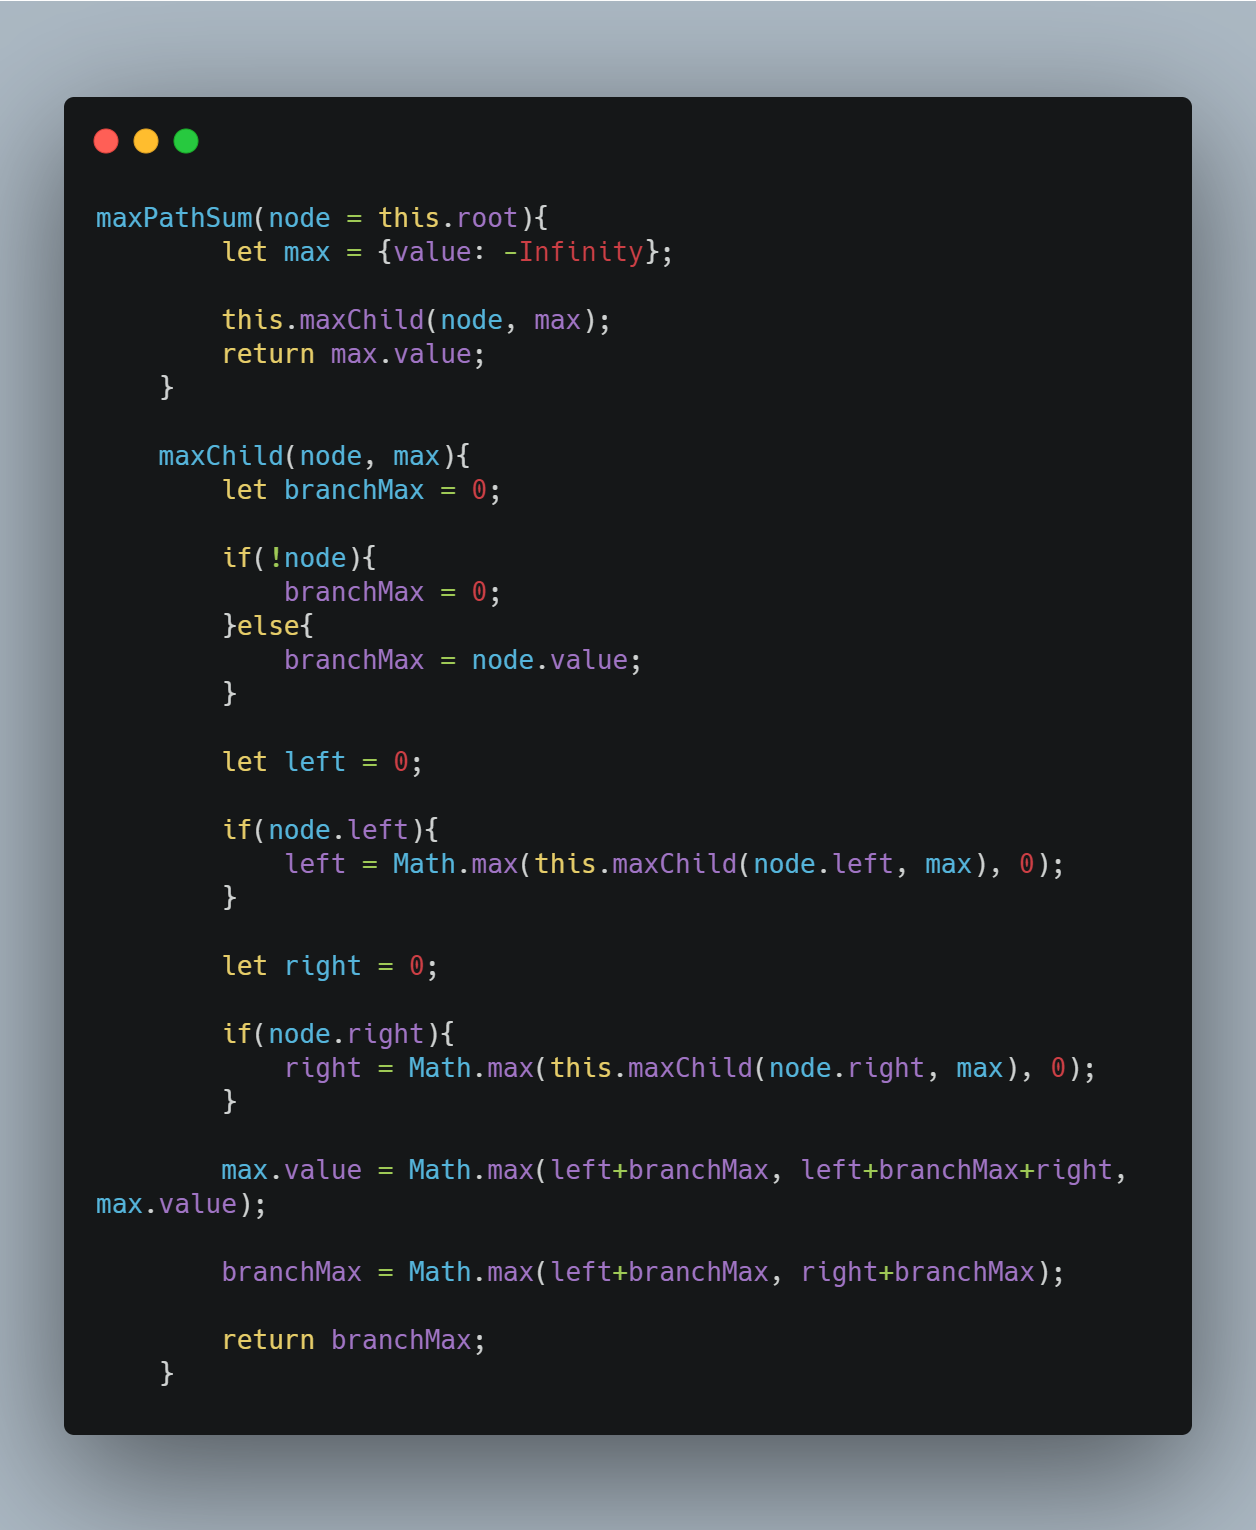 maxPathSum(node = this.root){
        let max = {value: -Infinity};

        this.maxChild(node, max);
        return max.value;
    }

    maxChild(node, max){
        let branchMax = 0;

        if(!node){
            branchMax = 0;
        }else{
            branchMax = node.value;
        }

        let left = 0;

        if(node.left){
            left = Math.max(this.maxChild(node.left, max), 0);
        }

        let right = 0;

        if(node.right){
            right = Math.max(this.maxChild(node.right, max), 0);
        }

        max.value = Math.max(left+branchMax, left+branchMax+right,
max.value);

        branchMax = Math.max(left+branchMax, right+branchMax);

        return branchMax;
    }